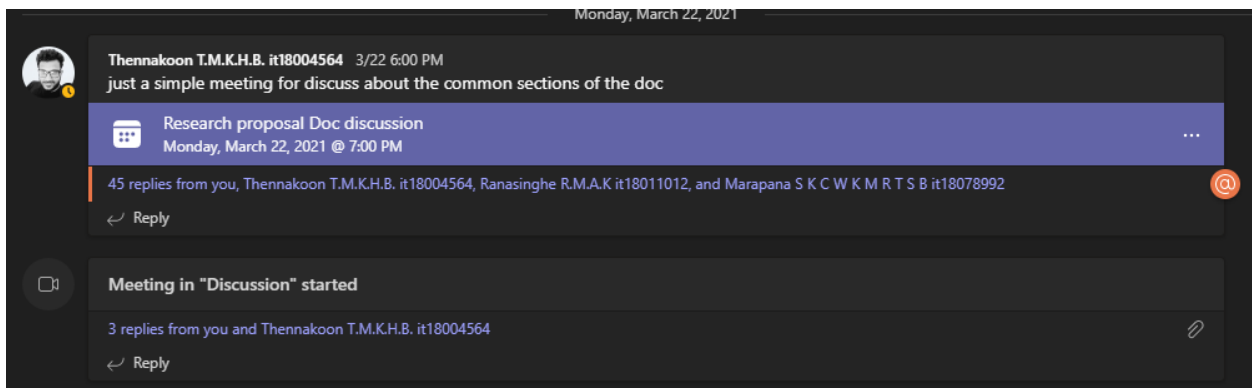 Monday, March 22, 2021
Thennakoon T.M.K.H.B. it18004564 3/22 6:00 PM
just a simple meeting for discuss about the common sections of the doc
Research proposal Doc discussion
Monday, March 22, 2021 @ 7:00 PM
45 replies from you, Thennakoon T.M.K.H.B. it18004564, Ranasinghe R.M.A.K it18011012, and Marapana S K C W K M R T S B it18078992
@
Reply
Meeting in "Discussion" started
3 replies from you and Thennakoon T.M.K.H.B. it18004564
Reply